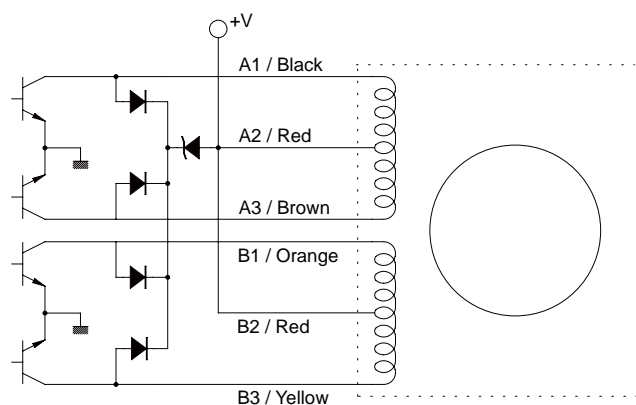 +V
A1 / Black
A2 / Red
A3 / Brown
B1 / Orange
B2 / Red
B3 / Yellow